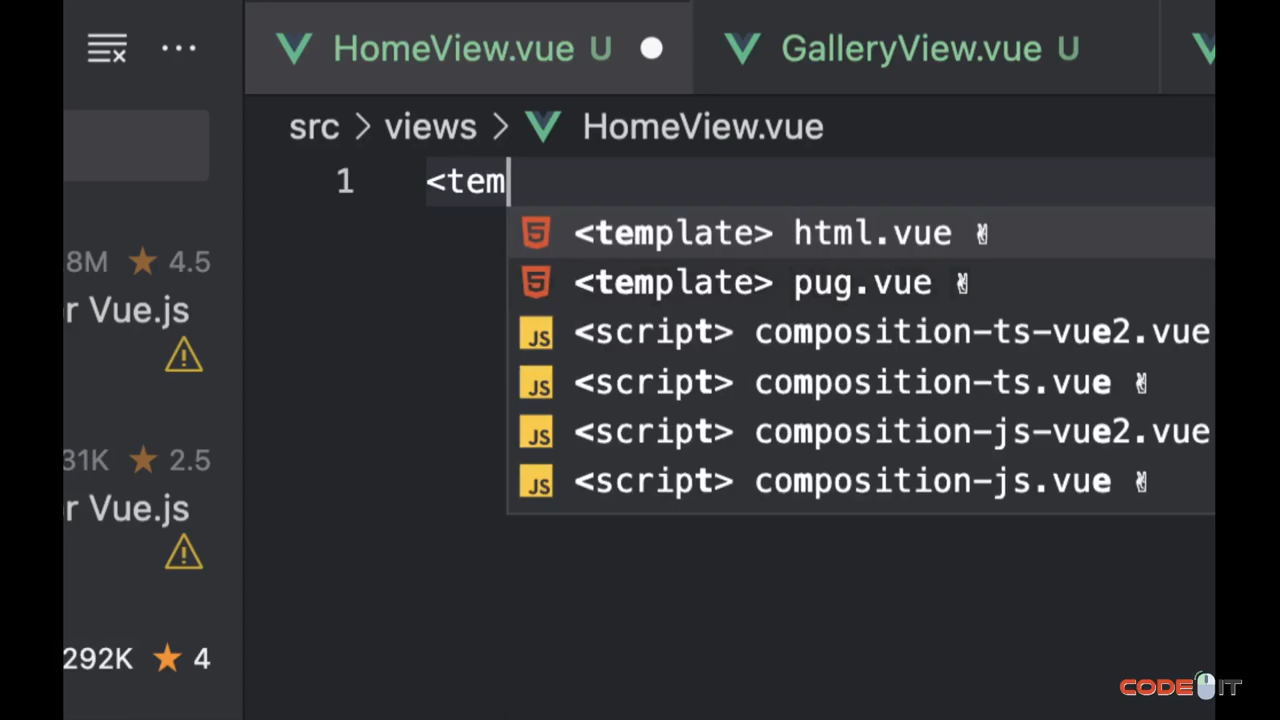 HomeView.vue U
GalleryView.vue U
src > views > HomeView.vue
1 <tem
<template> html.vue ✌
<template> pug.vue ✌
<script> composition-ts-vue2.vue
<script> composition-ts.vue ✌
<script> composition-js-vue2.vue
<script> composition-js.vue ✌
8M ★ 4.5
r Vue.js
31K ★ 2.5
r Vue.js
292K ★ 4
CODE IT